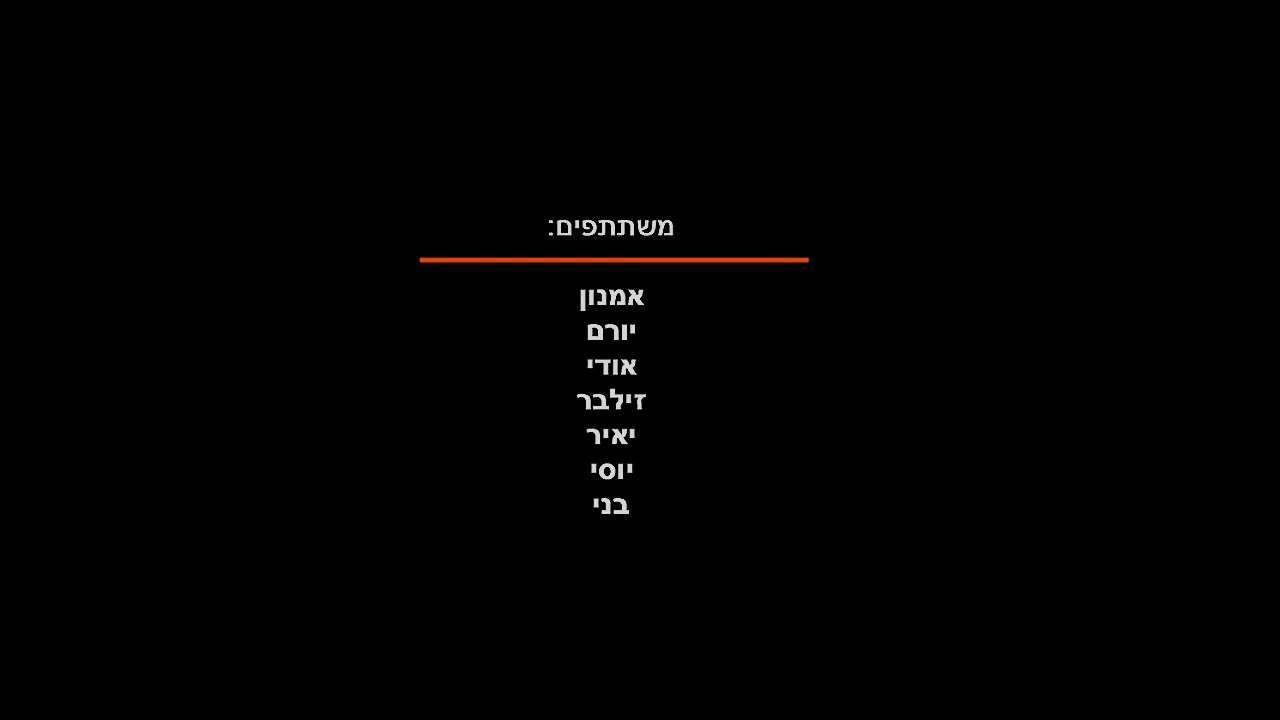 משתתפים:
אמנון
יורם
אודי
זילבר
יאיר
יוסי
בני